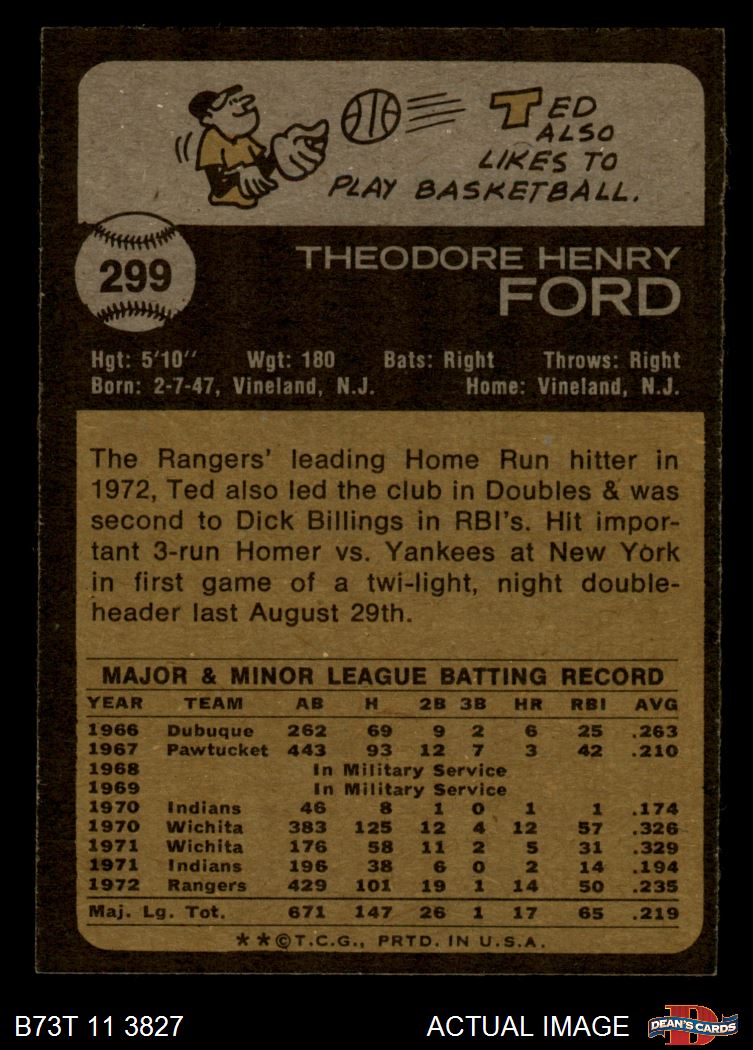 TED
ALSO
LIKES TO
PLAY BASKETBALL.
299
THEODORE HENRY
FORD
Hgt: 5'10" Wgt: 180 Bats: Right Throws: Right
Born: 2-7-47, Vineland, N.J. Home: Vineland, N.J.
The Rangers' leading Home Run hitter in
1972, Ted also led the club in Doubles & was
second to Dick Billings in RBI's. Hit impor-
tant 3-run Homer vs. Yankees at New York
in first game of a twi-light, night double-
header last August 29th.
MAJOR & MINOR LEAGUE BATTING RECORD
YEAR TEAM AB H 2B 3B HR RBI AVG
1966 Dubuque 262 69 9 2 6 25 .263
1967 Pawtucket 443 93 12 7 3 42 .210
1968 In Military Service
1969 In Military Service
1970 Indians 46 8 1 0 1 1 .174
1970 Wichita 383 125 12 4 12 57 .326
1971 Wichita 176 58 11 2 5 31 .329
1971 Indians 196 38 6 0 2 14 .194
1972 Rangers 429 101 19 1 14 50 .235
Maj. Lg. Tot. 671 147 26 1 17 65 .219
**©T.C.G., PRTD. IN U.S.A.
B73T 11 3827 ACTUAL IMAGE D DEAN'S CARDS